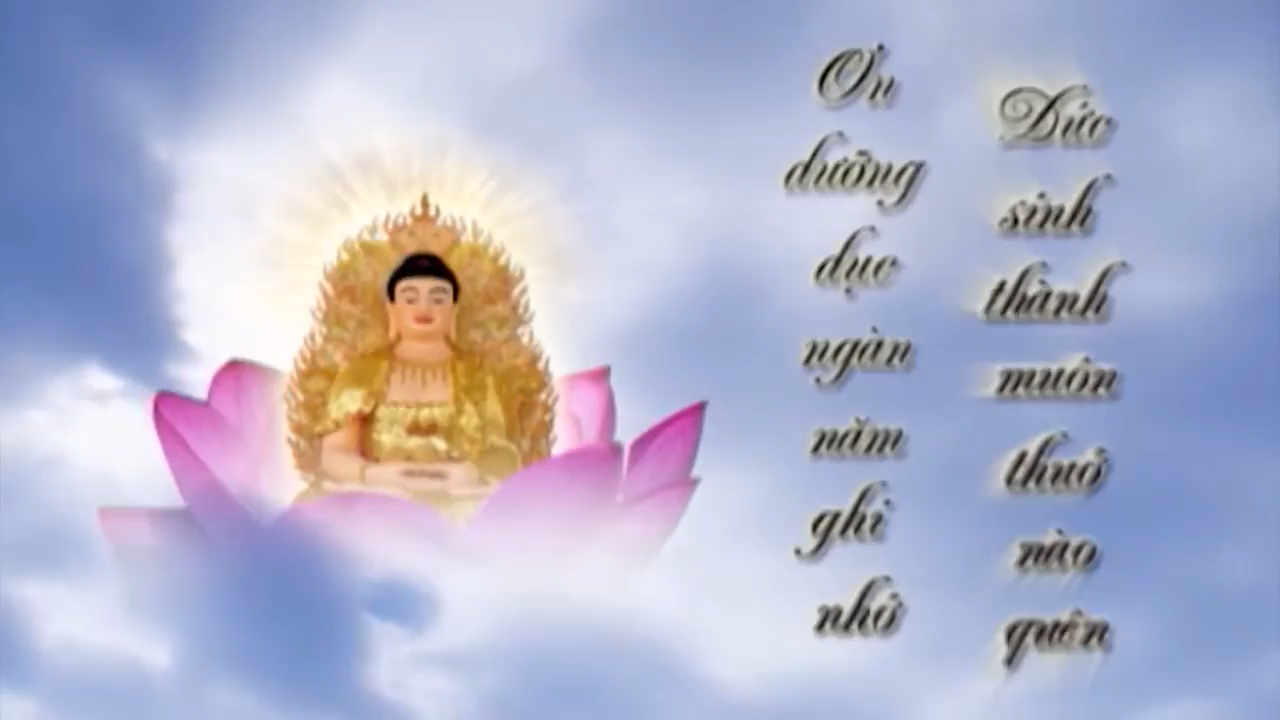 Ơn
dưỡng
dục
ngàn
năm
ghi
nhớ
Đức
sinh
thành
muôn
thuở
nào
quên